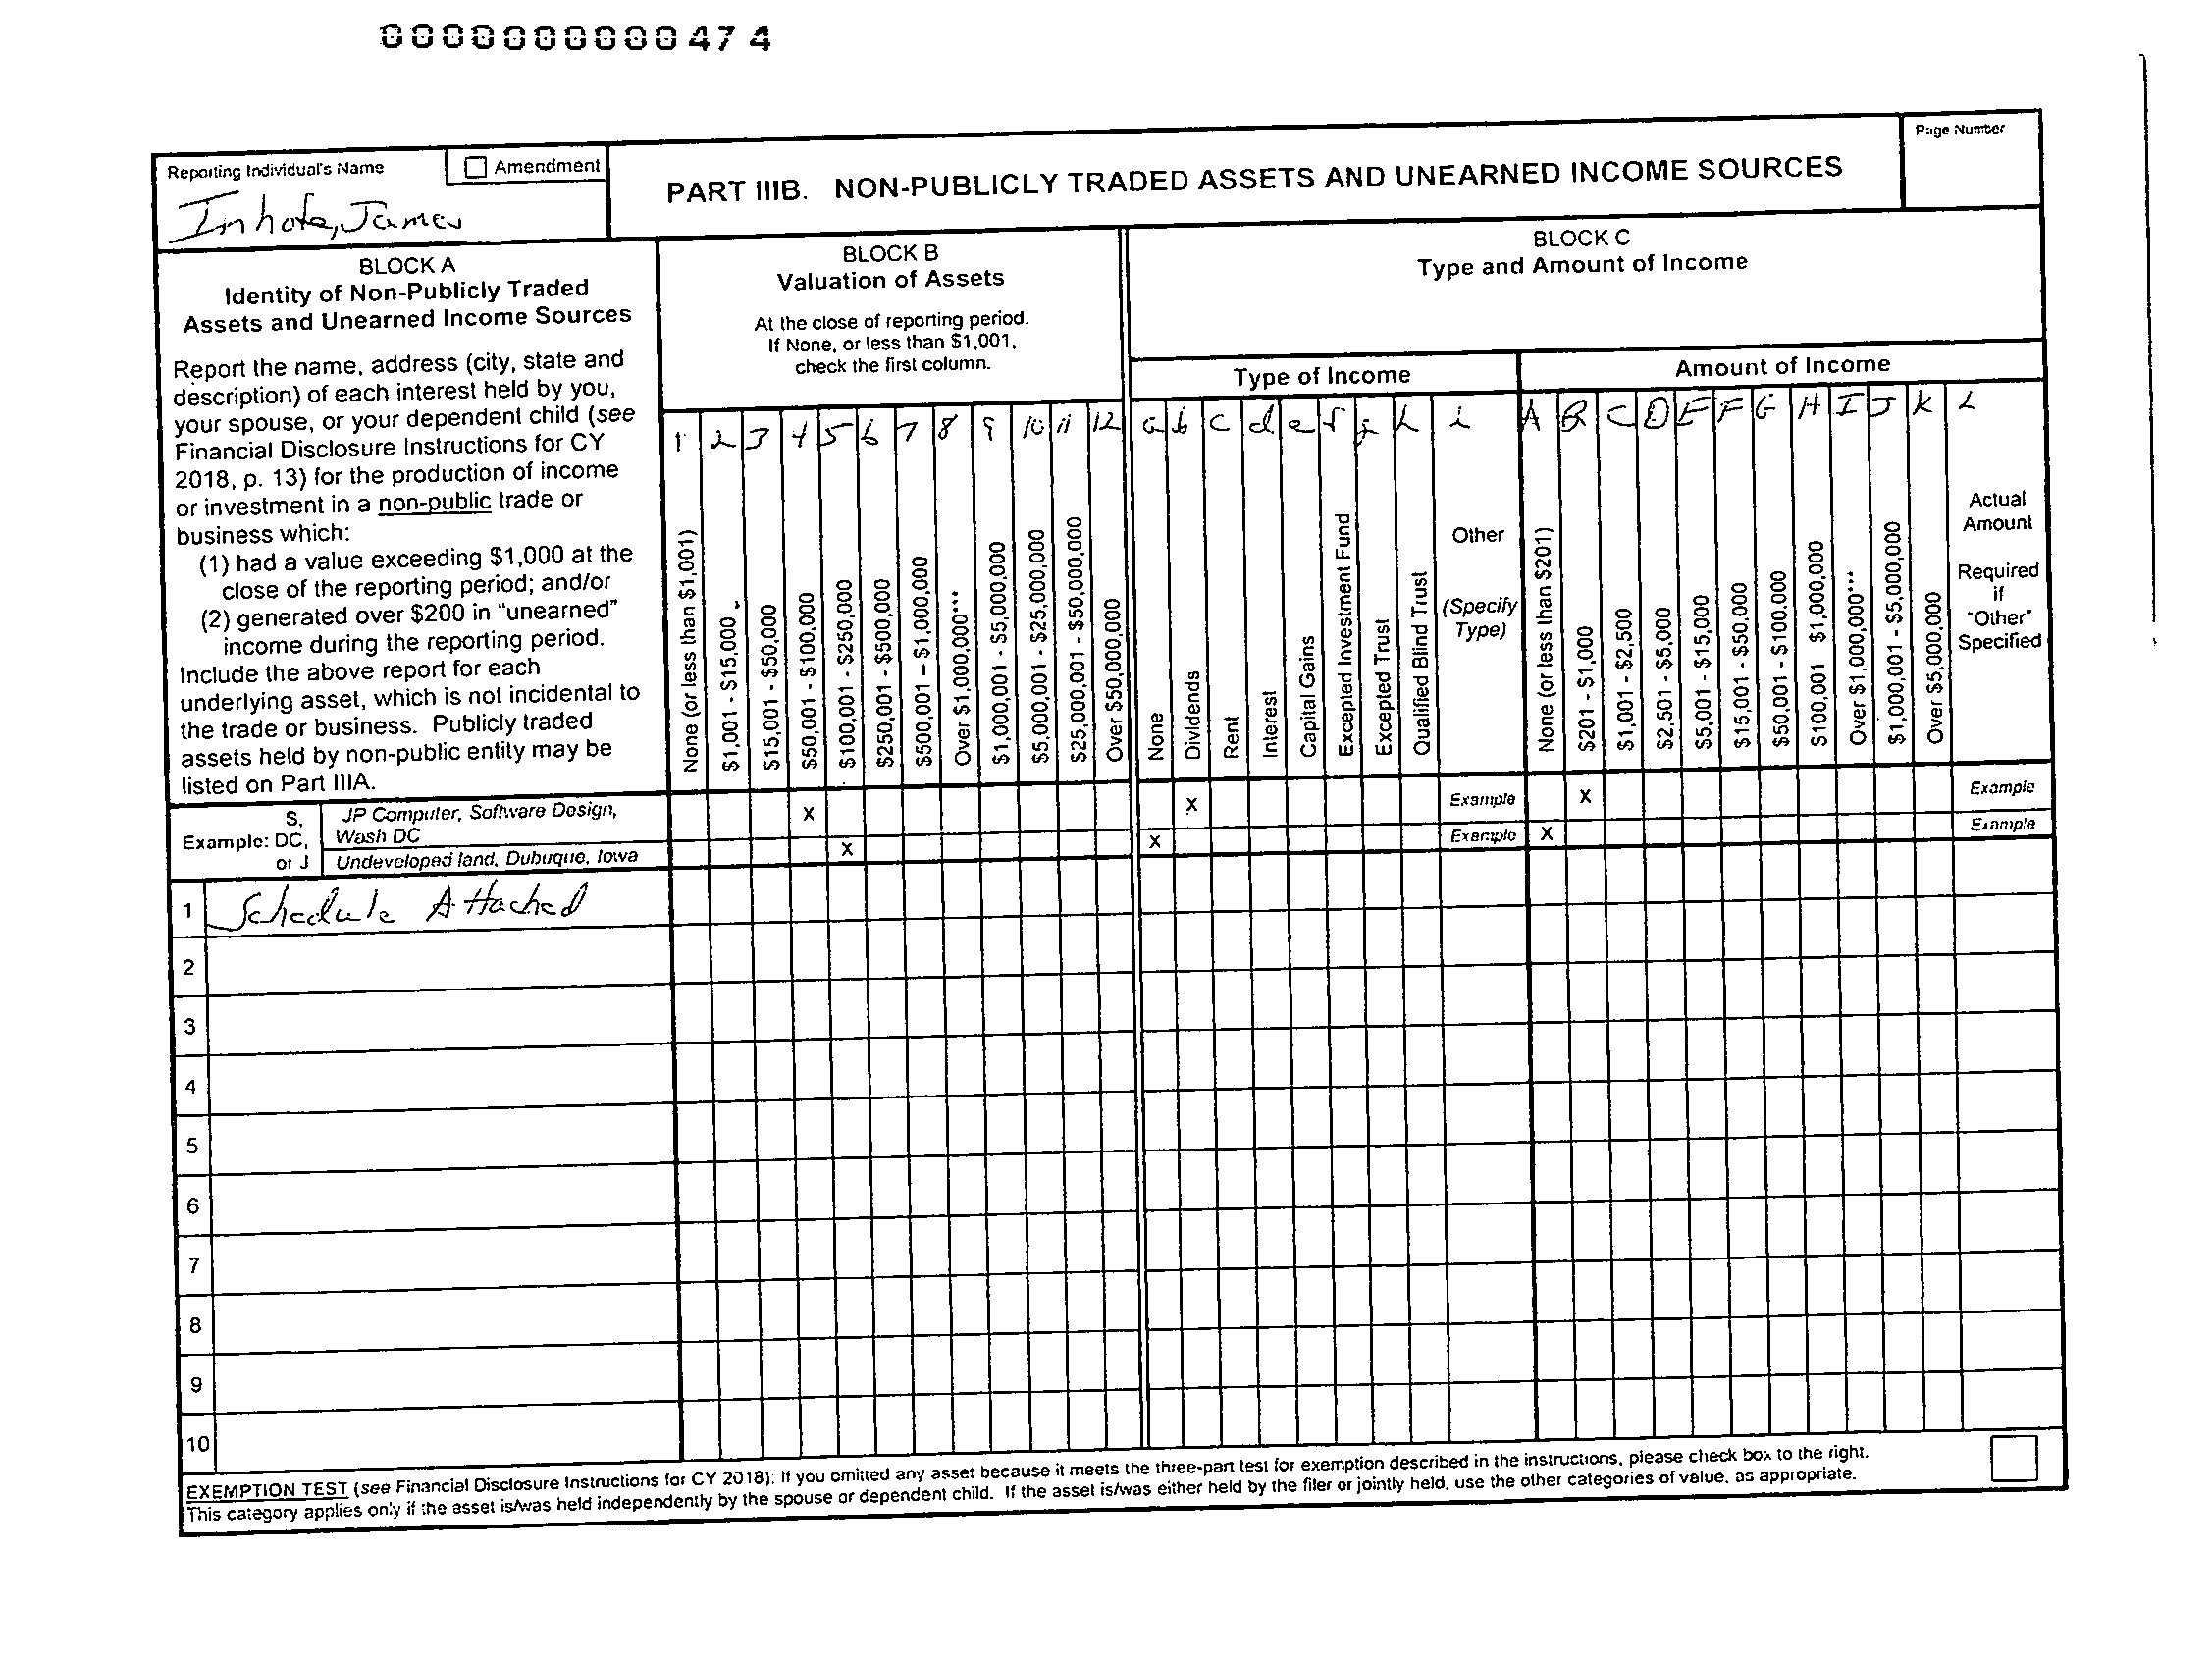 0000000000474
Reporting Individual's Name
Amendment
Inhofe, James
PART IIIB. NON-PUBLICLY TRADED ASSETS AND UNEARNED INCOME SOURCES
Page Number
BLOCK A
Identity of Non-Publicly Traded
Assets and Unearned Income Sources
Report the name, address (city, state and
description) of each interest held by you,
your spouse, or your dependent child (see
Financial Disclosure Instructions for CY
2018, p. 13) for the production of income
or investment in a non-public trade or
business which:
(1) had a value exceeding $1,000 at the
close of the reporting period; and/or
(2) generated over $200 in "unearned"
income during the reporting period.
Include the above report for each
underlying asset, which is not incidental to
the trade or business. Publicly traded
assets held by non-public entity may be
listed on Part IIIA.
BLOCK B
Valuation of Assets
At the close of reporting period.
If None, or less than $1,001,
check the first column.
1 2 3 4 5 6 7 8 9 10 11 12
None (or less than $1,001)
$1,001 - $15,000
$15,001 - $50,000
$50,001 - $100,000
$100,001 - $250,000
$250,001 - $500,000
$500,001 – $1,000,000
Over $1,000,000***
$1,000,001 - $5,000,000
$5,000,001 - $25,000,000
$25,000,001 - $50,000,000
Over $50,000,000
BLOCK C
Type and Amount of Income
Type of Income
a b c d e f g h i
None
Dividends
Rent
Interest
Capital Gains
Excepted Investment Fund
Excepted Trust
Qualified Blind Trust
Other
(Specify
Type)
Amount of Income
A B C D E F G H I J K L
None (or less than $201)
$201 - $1,000
$1,001 - $2,500
$2,501 - $5,000
$5,001 - $15,000
$15,001 - $50,000
$50,001 - $100,000
$100,001 $1,000,000
Over $1,000,000***
$1,000,001 - $5,000,000
Over $5,000,000
Actual
Amount
Required
if
"Other"
Specified
Example: S, DC, or J
JP Computer, Software Design,
Wash DC
X X Example X Example
Undeveloped land, Dubuque, Iowa
X X Example X Example
1 Schedule Attached
2
3
4
5
6
7
8
9
10
EXEMPTION TEST (see Financial Disclosure Instructions for CY 2018): If you omitted any asset because it meets the three-part test for exemption described in the instructions, please check box to the right.
This category applies only if the asset is/was held independently by the spouse or dependent child. If the asset is/was either held by the filer or jointly held, use the other categories of value, as appropriate.